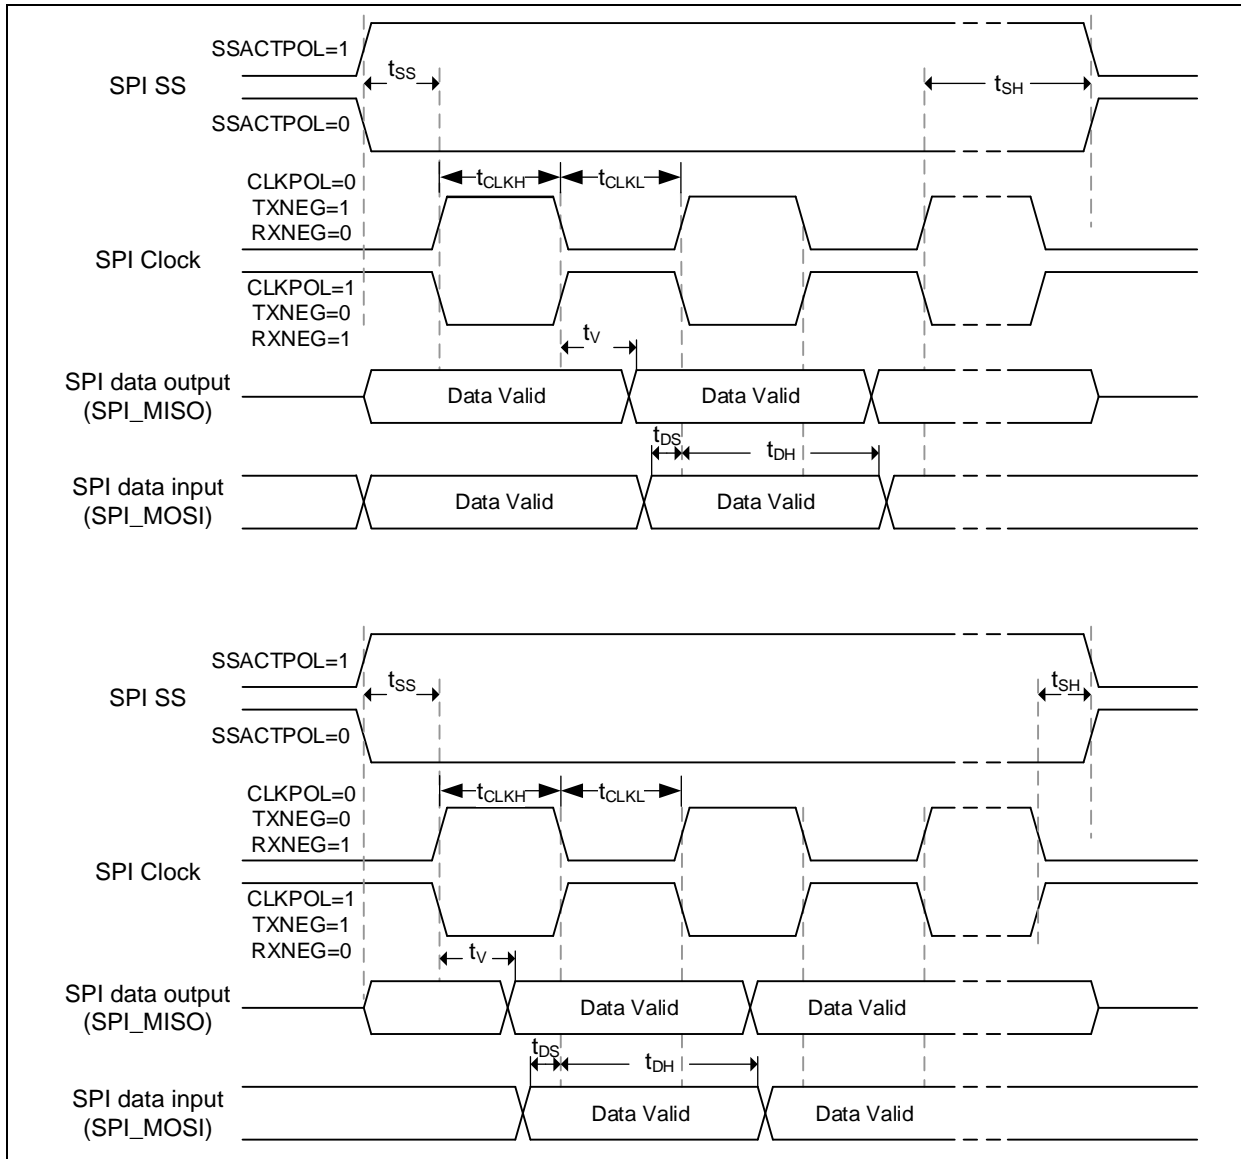 SSACTPOL=1
SPI SS
tSS
tSH
SSACTPOL=0
CLKPOL=0
TXNEG=1
RXNEG=0
tCLKH
tCLKL
SPI Clock
CLKPOL=1
TXNEG=0
RXNEG=1
tV
SPI data output
(SPI_MISO)
Data Valid
Data Valid
tDS
tDH
SPI data input
(SPI_MOSI)
Data Valid
Data Valid
SSACTPOL=1
SPI SS
tSS
tSH
SSACTPOL=0
CLKPOL=0
TXNEG=0
RXNEG=1
tCLKH
tCLKL
SPI Clock
CLKPOL=1
TXNEG=1
RXNEG=0
tV
SPI data output
(SPI_MISO)
Data Valid
Data Valid
tDS
tDH
SPI data input
(SPI_MOSI)
Data Valid
Data Valid